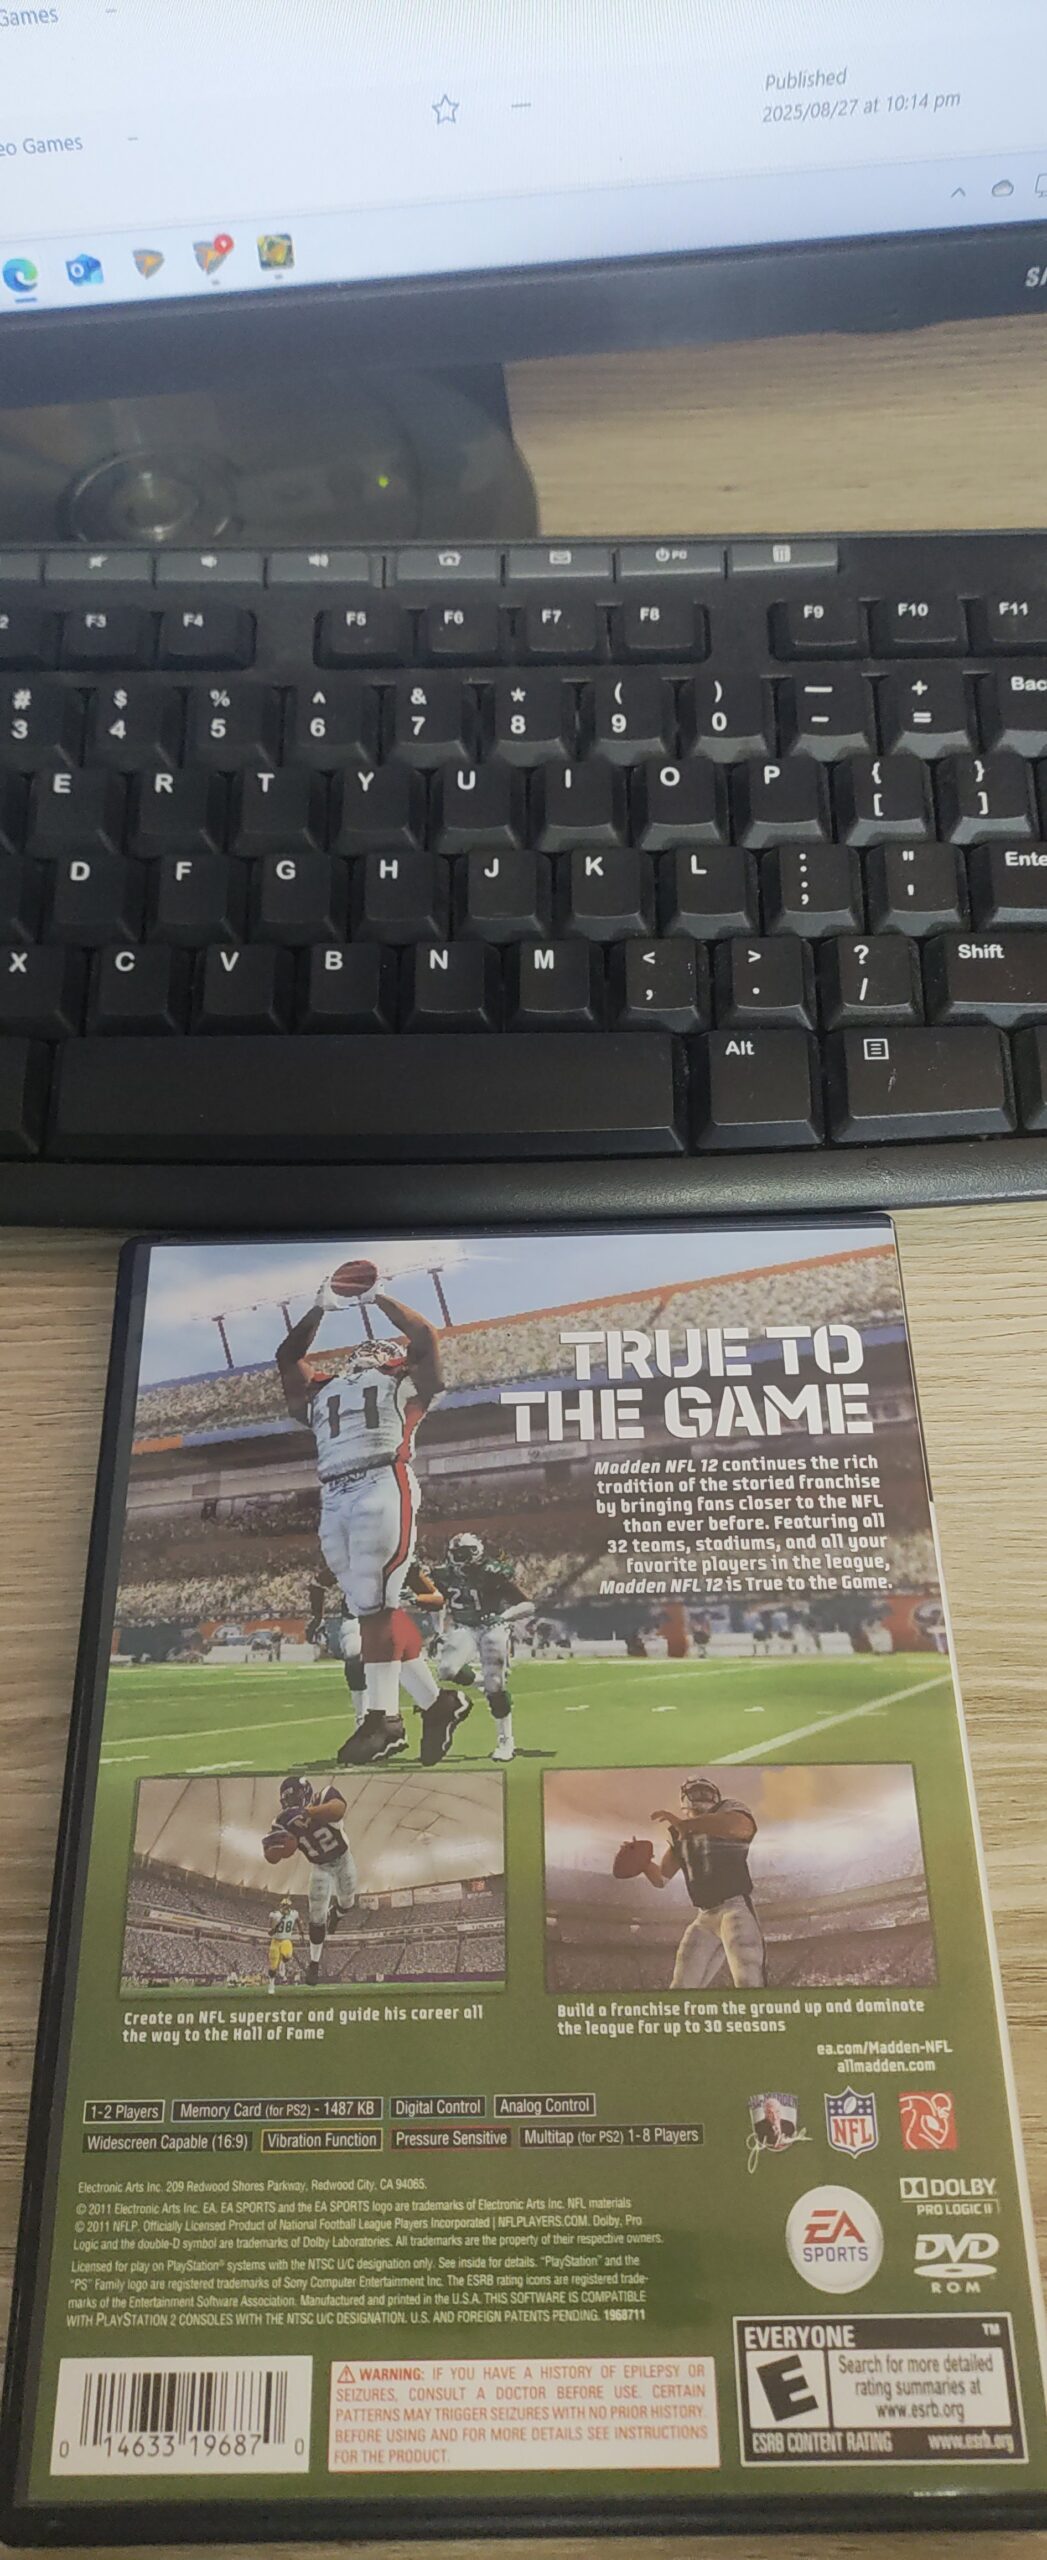 Games
Published
2025/08/27 at 10:14 pm
eo Games
PC
F3 F4 F5 F6 F7 F8 F9 F10 F11
# $ % ^ & * ( ) — +
3 4 5 6 7 8 9 0 - = Bac
E R T Y U I O P { }
[ ]
D F G H J K L : " Ente
; '
X C V B N M < > ? Shift
, . /
Alt
TRUE TO
THE GAME
Madden NFL 12 continues the rich
tradition of the storied franchise
by bringing fans closer to the NFL
than ever before. Featuring all
32 teams, stadiums, and all your
favorite players in the league,
Madden NFL 12 is True to the Game.
11
21
12
38
Create an NFL superstar and guide his career all
the way to the Hall of Fame
Build a franchise from the ground up and dominate
the league for up to 30 seasons
ea.com/Madden-NFL
allmadden.com
1-2 Players Memory Card (for PS2) - 1487 KB Digital Control Analog Control
Widescreen Capable (16:9) Vibration Function Pressure Sensitive Multitap (for PS2) 1-8 Players
NFL
Electronic Arts Inc. 209 Redwood Shores Parkway, Redwood City, CA 94065.
© 2011 Electronic Arts Inc. EA, EA SPORTS and the EA SPORTS logo are trademarks of Electronic Arts Inc. NFL materials
© 2011 NFLP. Officially Licensed Product of National Football League Players Incorporated | NFLPLAYERS.COM. Dolby, Pro
Logic and the double-D symbol are trademarks of Dolby Laboratories. All trademarks are the property of their respective owners.
Licensed for play on PlayStation® systems with the NTSC U/C designation only. See inside for details. "PlayStation" and the
"PS" Family logo are registered trademarks of Sony Computer Entertainment Inc. The ESRB rating icons are registered trade-
marks of the Entertainment Software Association. Manufactured and printed in the U.S.A. THIS SOFTWARE IS COMPATIBLE
WITH PLAYSTATION 2 CONSOLES WITH THE NTSC U/C DESIGNATION. U.S. AND FOREIGN PATENTS PENDING. 1968711
EA
SPORTS
DOLBY
PRO LOGIC II
DVD
ROM
0 14633 19687 0
WARNING: IF YOU HAVE A HISTORY OF EPILEPSY OR
SEIZURES, CONSULT A DOCTOR BEFORE USE. CERTAIN
PATTERNS MAY TRIGGER SEIZURES WITH NO PRIOR HISTORY.
BEFORE USING AND FOR MORE DETAILS SEE INSTRUCTIONS
FOR THE PRODUCT.
EVERYONE TM
E
Search for more detailed
rating summaries at
www.esrb.org
ESRB CONTENT RATING www.esrb.org